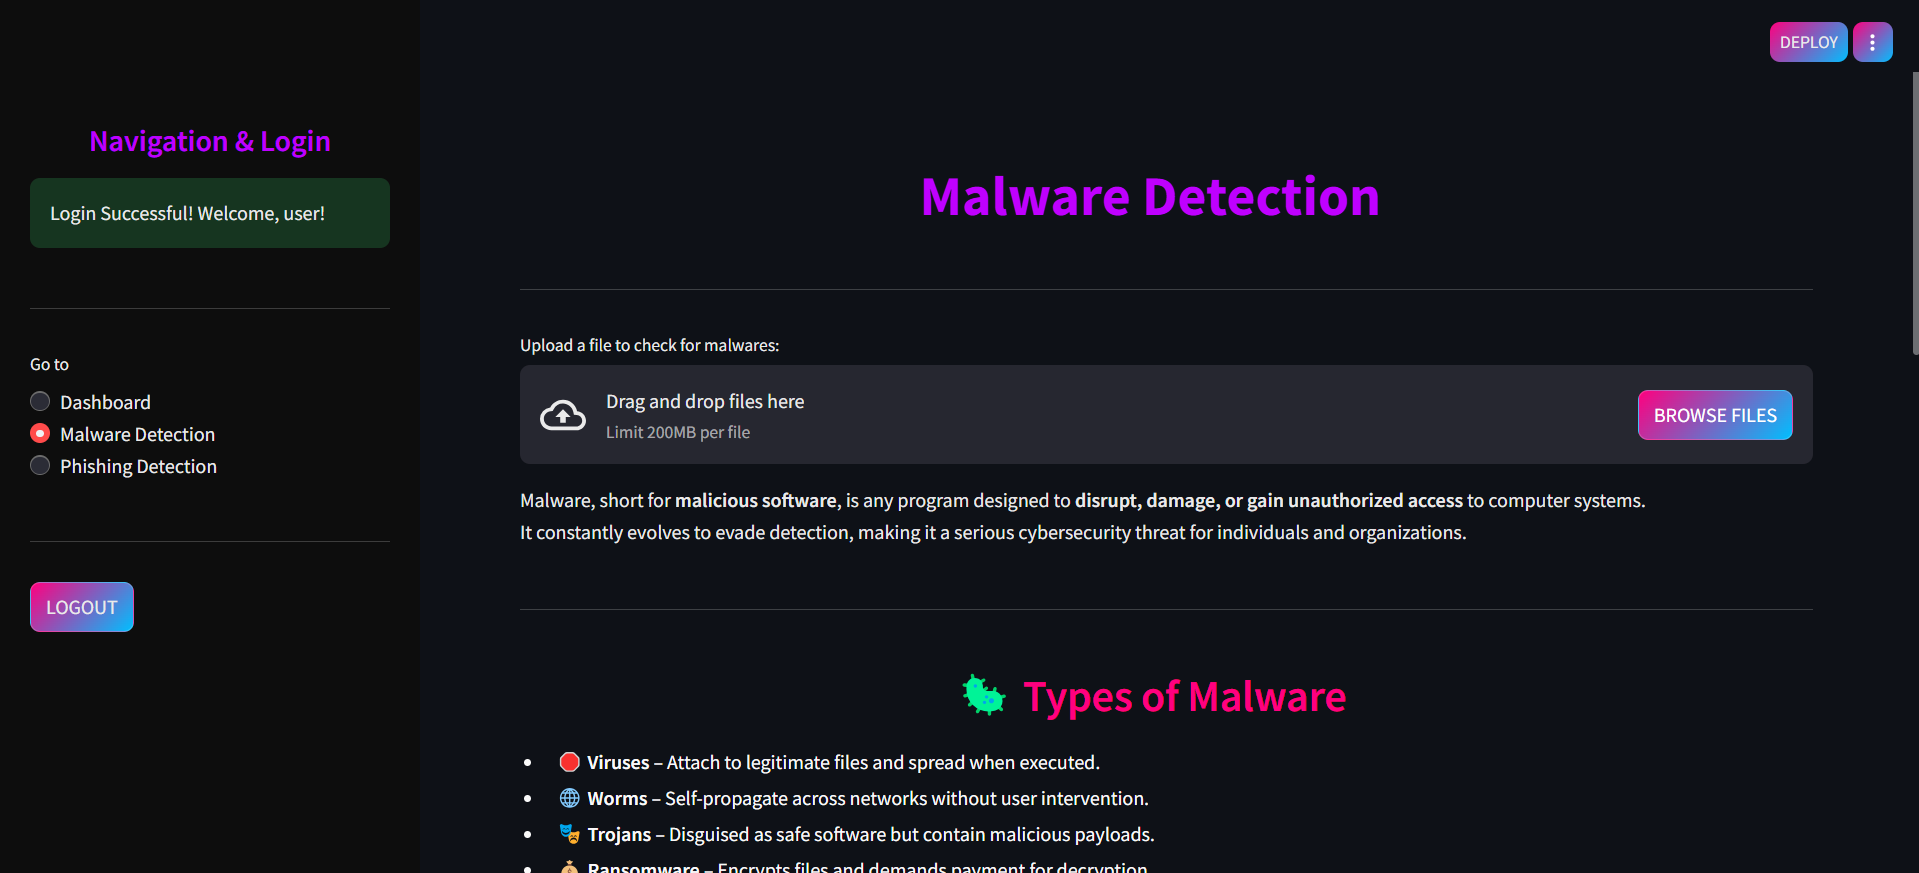 DEPLOY
Navigation & Login
Login Successful! Welcome, user!
Go to
Dashboard
Malware Detection
Phishing Detection
LOGOUT
Malware Detection
Upload a file to check for malwares:
Drag and drop files here
Limit 200MB per file
BROWSE FILES
Malware, short for malicious software, is any program designed to disrupt, damage, or gain unauthorized access to computer systems.
It constantly evolves to evade detection, making it a serious cybersecurity threat for individuals and organizations.
Types of Malware
Viruses – Attach to legitimate files and spread when executed.
Worms – Self-propagate across networks without user intervention.
Trojans – Disguised as safe software but contain malicious payloads.
Ransomware – Encrypts files and demands payment for decryption.